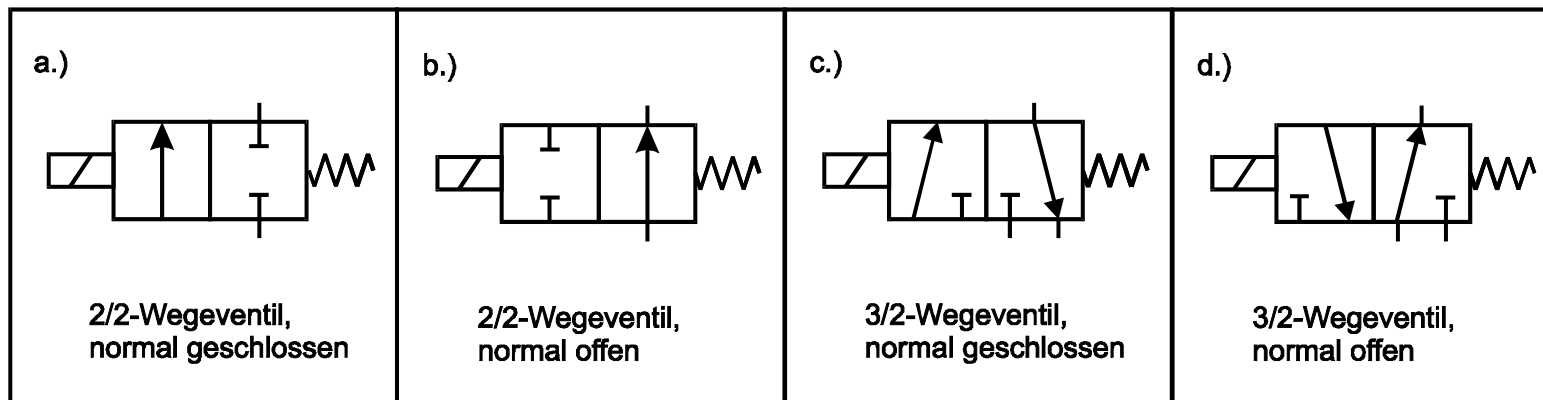 a.)
2/2-Wegeventil,
normal geschlossen
b.)
2/2-Wegeventil,
normal offen
c.)
3/2-Wegeventil,
normal geschlossen
d.)
3/2-Wegeventil,
normal offen